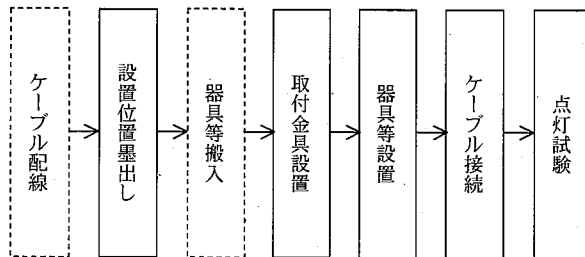 ケーブル配線
設置位置墨出し
器具等搬入
取付金具設置
器具等設置
ケーブル接続
点灯試験